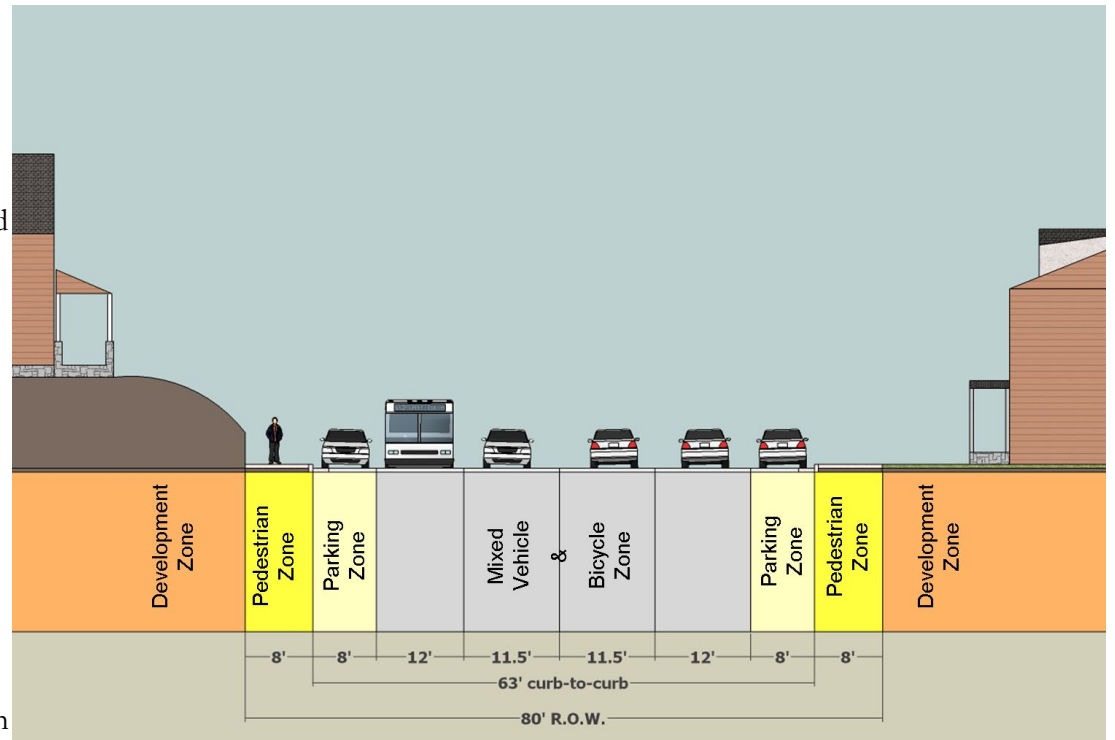 d
Development
Zone
Pedestrian
Zone
Parking
Zone
Mixed
Vehicle
&
Bicycle
Zone
Parking
Zone
Pedestrian
Zone
Development
Zone
8' 8' 12' 11.5' 11.5' 12' 8' 8'
63' curb-to-curb
80' R.O.W.
n